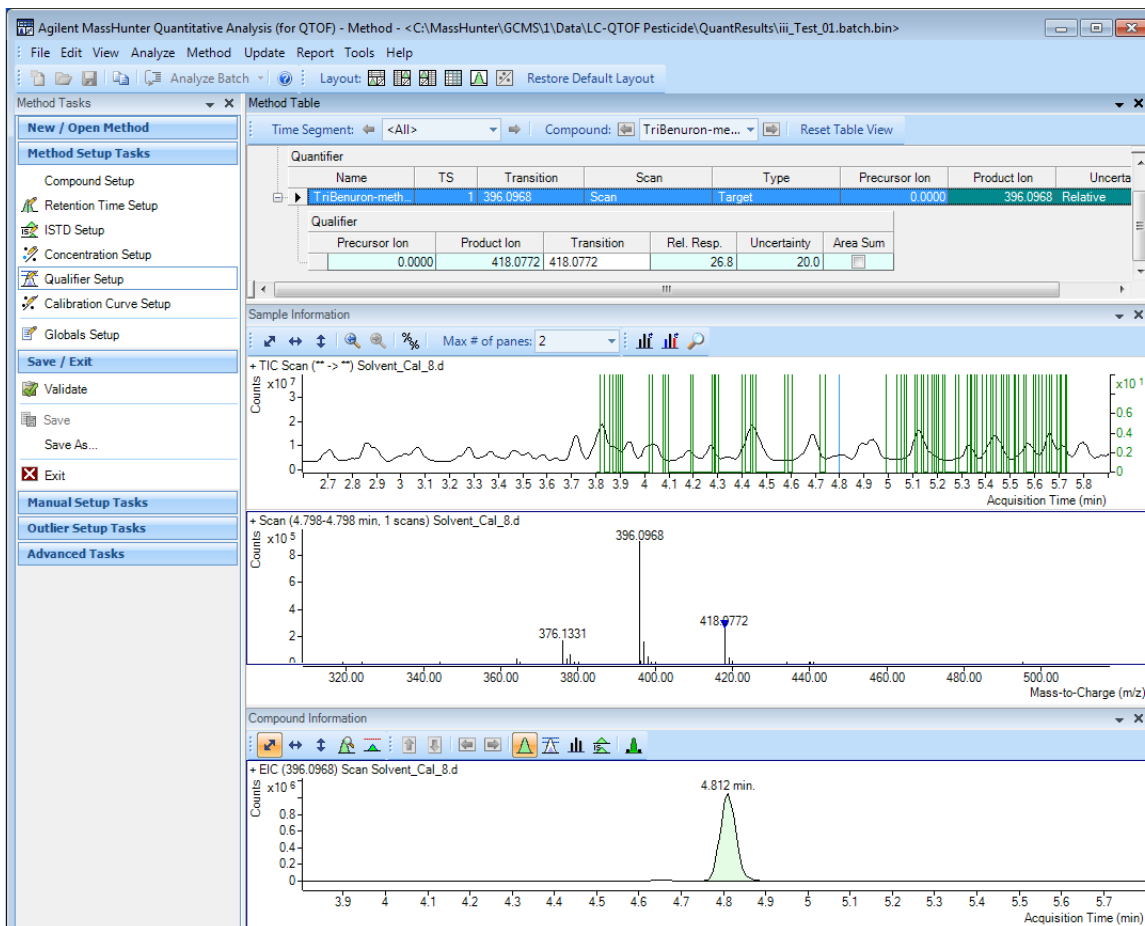 Agilent MassHunter Quantitative Analysis (for QTOF) - Method - <C:\MassHunter\GCMS\1\Data\LC-QTOF Pesticide\QuantResults\iii_Test_01.batch.bin>
File Edit View Analyze Method Update Report Tools Help
Analyze Batch Layout: Restore Default Layout
Method Tasks
New / Open Method
Method Setup Tasks
Compound Setup
Retention Time Setup
ISTD Setup
Concentration Setup
Qualifier Setup
Calibration Curve Setup
Globals Setup
Save / Exit
Validate
Save
Save As...
Exit
Manual Setup Tasks
Outlier Setup Tasks
Advanced Tasks
Method Table
Time Segment: <All> Compound: TriBenuron-me... Reset Table View
Quantifier
Name TS Transition Scan Type Precursor Ion Product Ion Uncerta
TriBenuron-meth... 1 396.0968 Scan Target 0.0000 396.0968 Relative
Qualifier
Precursor Ion Product Ion Transition Rel. Resp. Uncertainty Area Sum
0.0000 418.0772 418.0772 26.8 20.0
Sample Information
Max # of panes: 2
+ TIC Scan (** -> **) Solvent_Cal_8.d
Counts
x10 7
3
2
1
0
x10 1
0.8
0.6
0.4
0.2
0
2.7 2.8 2.9 3 3.1 3.2 3.3 3.4 3.5 3.6 3.7 3.8 3.9 4 4.1 4.2 4.3 4.4 4.5 4.6 4.7 4.8 4.9 5 5.1 5.2 5.3 5.4 5.5 5.6 5.7 5.8
Acquisition Time (min)
+ Scan (4.798-4.798 min, 1 scans) Solvent_Cal_8.d
Counts
x10 5
8
6
4
2
0
396.0968
418.0772
376.1331
320.00 340.00 360.00 380.00 400.00 420.00 440.00 460.00 480.00 500.00
Mass-to-Charge (m/z)
Compound Information
+ EIC (396.0968) Scan Solvent_Cal_8.d
Counts
x10 6
0.8
0.6
0.4
0.2
0
4.812 min.
3.9 4 4.1 4.2 4.3 4.4 4.5 4.6 4.7 4.8 4.9 5 5.1 5.2 5.3 5.4 5.5 5.6 5.7
Acquisition Time (min)